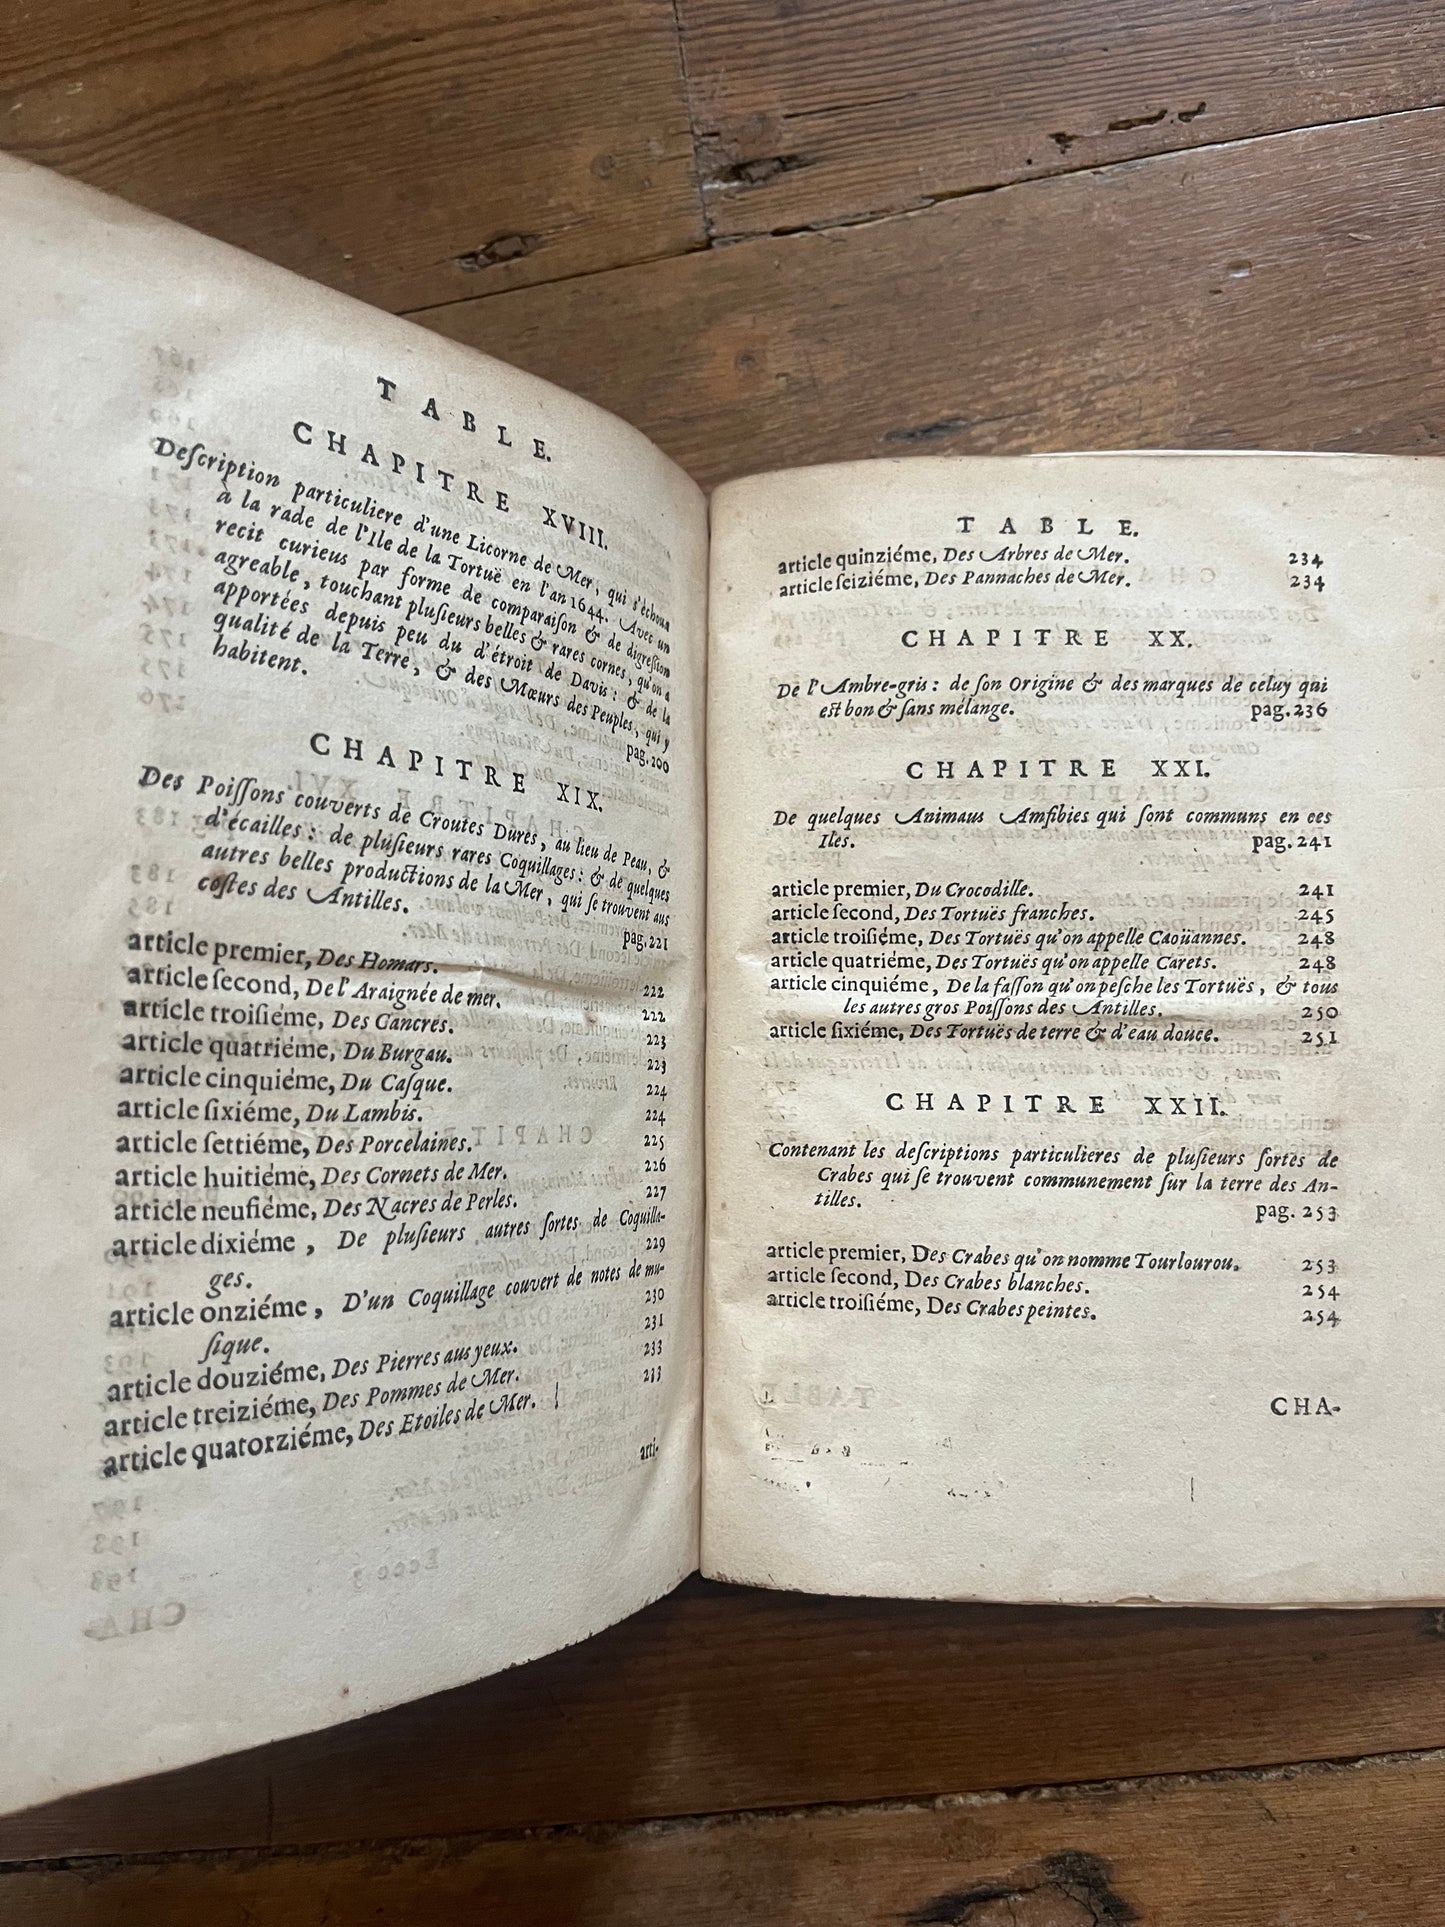 TABLE.
CHAPITRE XVIII.
Deſcription particuliere d'une Licorne de Mer, qui s'échoua
à la rade de l'Ile de la Tortuë en l'an 1644. Avec un
recit curieus par forme de comparaiſon & de digreſſion
agreable, touchant pluſieurs belles & rares cornes, qu'on a
apportées depuis peu du d'étroit de Davis: & de la
qualité de la Terre, & des Mœurs des Peuples, qui y
habitent. pag. 200
CHAPITRE XIX.
Des Poiſſons couverts de Croutes Dures, au lieu de Peau, &
d'écailles: de pluſieurs rares Coquillages: & de quelques
autres belles productions de la Mer, qui ſe trouvent aus
coſtes des Antilles. pag. 221
article premier, Des Homars. 222
article ſecond, De l'Araignée de mer. 222
article troiſiéme, Des Cancres. 223
article quatriéme, Du Burgau. 223
article cinquiéme, Du Caſque. 224
article ſixiéme, Du Lambis. 224
article ſettiéme, Des Porcelaines. 225
article huitiéme, Des Cornets de Mer. 226
article neufiéme, Des Nacres de Perles. 227
article dixiéme, De pluſieurs autres ſortes de Coquilla-
ges. 229
article onziéme, D'un Coquillage couvert de notes de mu-
ſique. 230
article douziéme, Des Pierres aus yeux. 231
article treiziéme, Des Pommes de Mer. 233
article quatorziéme, Des Etoiles de Mer. 233
arti-
TABLE.
article quinziéme, Des Arbres de Mer. 234
article ſeiziéme, Des Pannaches de Mer. 234
CHAPITRE XX.
De l'Ambre-gris: de ſon Origine & des marques de celuy qui
est bon & ſans mélange. pag. 236
CHAPITRE XXI.
De quelques Animaus Amfibies qui ſont communs en ces
Iles. pag. 241
article premier, Du Crocodille. 241
article ſecond, Des Tortuës franches. 245
article troiſiéme, Des Tortuës qu'on appelle Caoüannes. 248
article quatriéme, Des Tortuës qu'on appelle Carets. 248
article cinquiéme, De la faſſon qu'on peſche les Tortuës, & tous
les autres gros Poiſſons des Antilles. 250
article ſixiéme, Des Tortuës de terre & d'eau douce. 251
CHAPITRE XXII.
Contenant les deſcriptions particulieres de pluſieurs ſortes de
Crabes qui ſe trouvent communement ſur la terre des An-
tilles. pag. 253
article premier, Des Crabes qu'on nomme Tourlourou. 253
article ſecond, Des Crabes blanches. 254
article troiſiéme, Des Crabes peintes. 254
CHA-